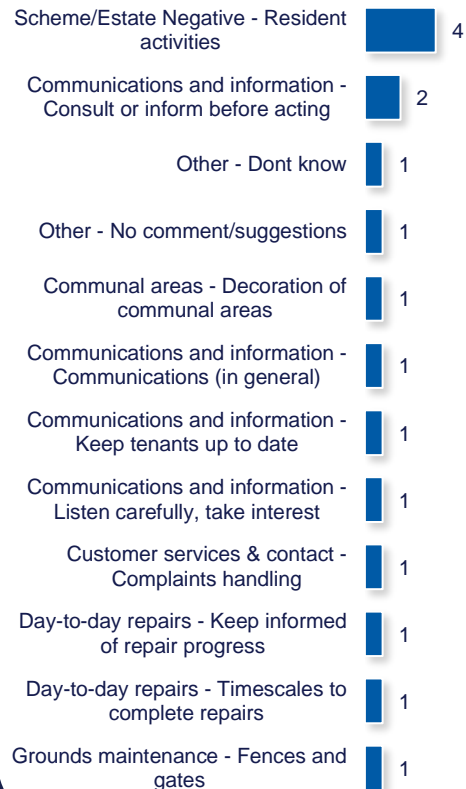 Scheme/Estate Negative - Resident
activities
4
Communications and information -
Consult or inform before acting
2
Other - Dont know
1
Other - No comment/suggestions
1
Communal areas - Decoration of
communal areas
1
Communications and information -
Communications (in general)
1
Communications and information -
Keep tenants up to date
1
Communications and information -
Listen carefully, take interest
1
Customer services & contact -
Complaints handling
1
Day-to-day repairs - Keep informed
of repair progress
1
Day-to-day repairs - Timescales to
complete repairs
1
Grounds maintenance - Fences and
gates
1